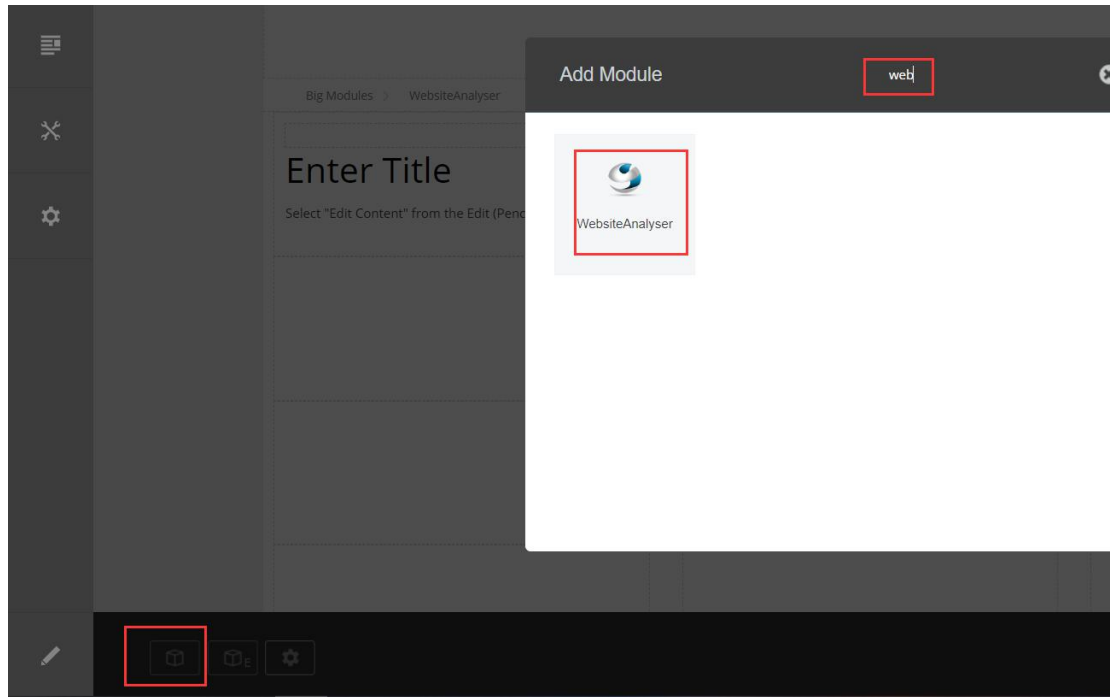 Add Module
web
Big Modules > WebsiteAnalyser
Enter Title
Select "Edit Content" from the Edit (Penc
WebsiteAnalyser
E